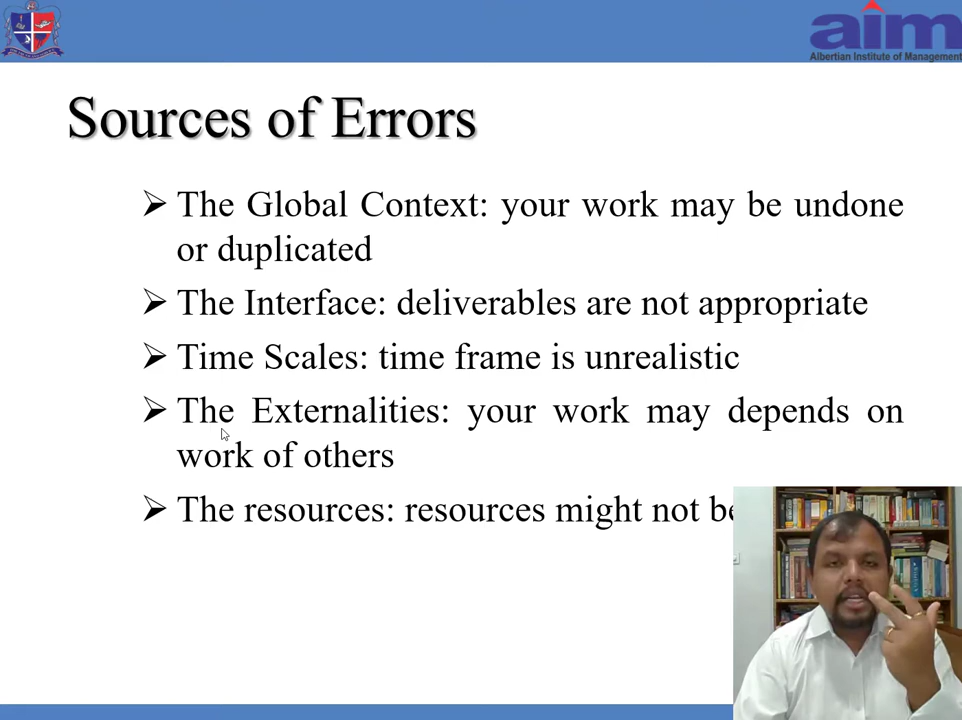 aim
Albertian Institute of Management
Sources of Errors
➢ The Global Context: your work may be undone
or duplicated
➢ The Interface: deliverables are not appropriate
➢ Time Scales: time frame is unrealistic
➢ The Externalities: your work may depends on
work of others
➢ The resources: resources might not be